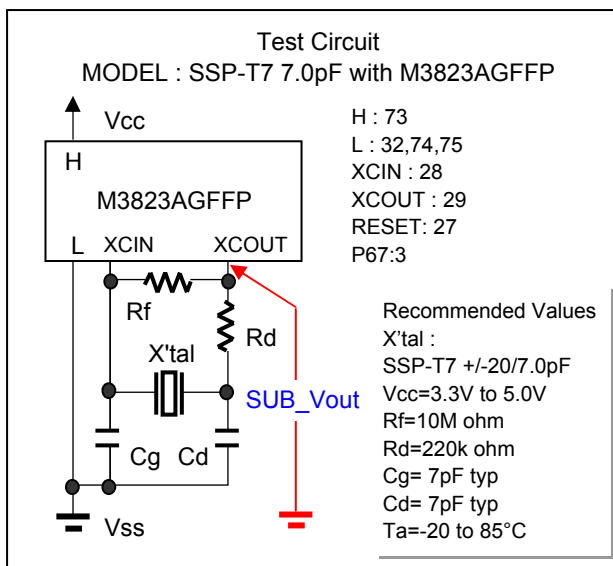 Test Circuit
MODEL : SSP-T7 7.0pF with M3823AGFFP
Vcc
H
M3823AGFFP
L XCIN XCOUT
Rf
Rd
X'tal
SUB_Vout
Cg Cd
Vss
H : 73
L : 32,74,75
XCIN : 28
XCOUT : 29
RESET: 27
P67:3
Recommended Values
X'tal :
SSP-T7 +/-20/7.0pF
Vcc=3.3V to 5.0V
Rf=10M ohm
Rd=220k ohm
Cg= 7pF typ
Cd= 7pF typ
Ta=-20 to 85°C